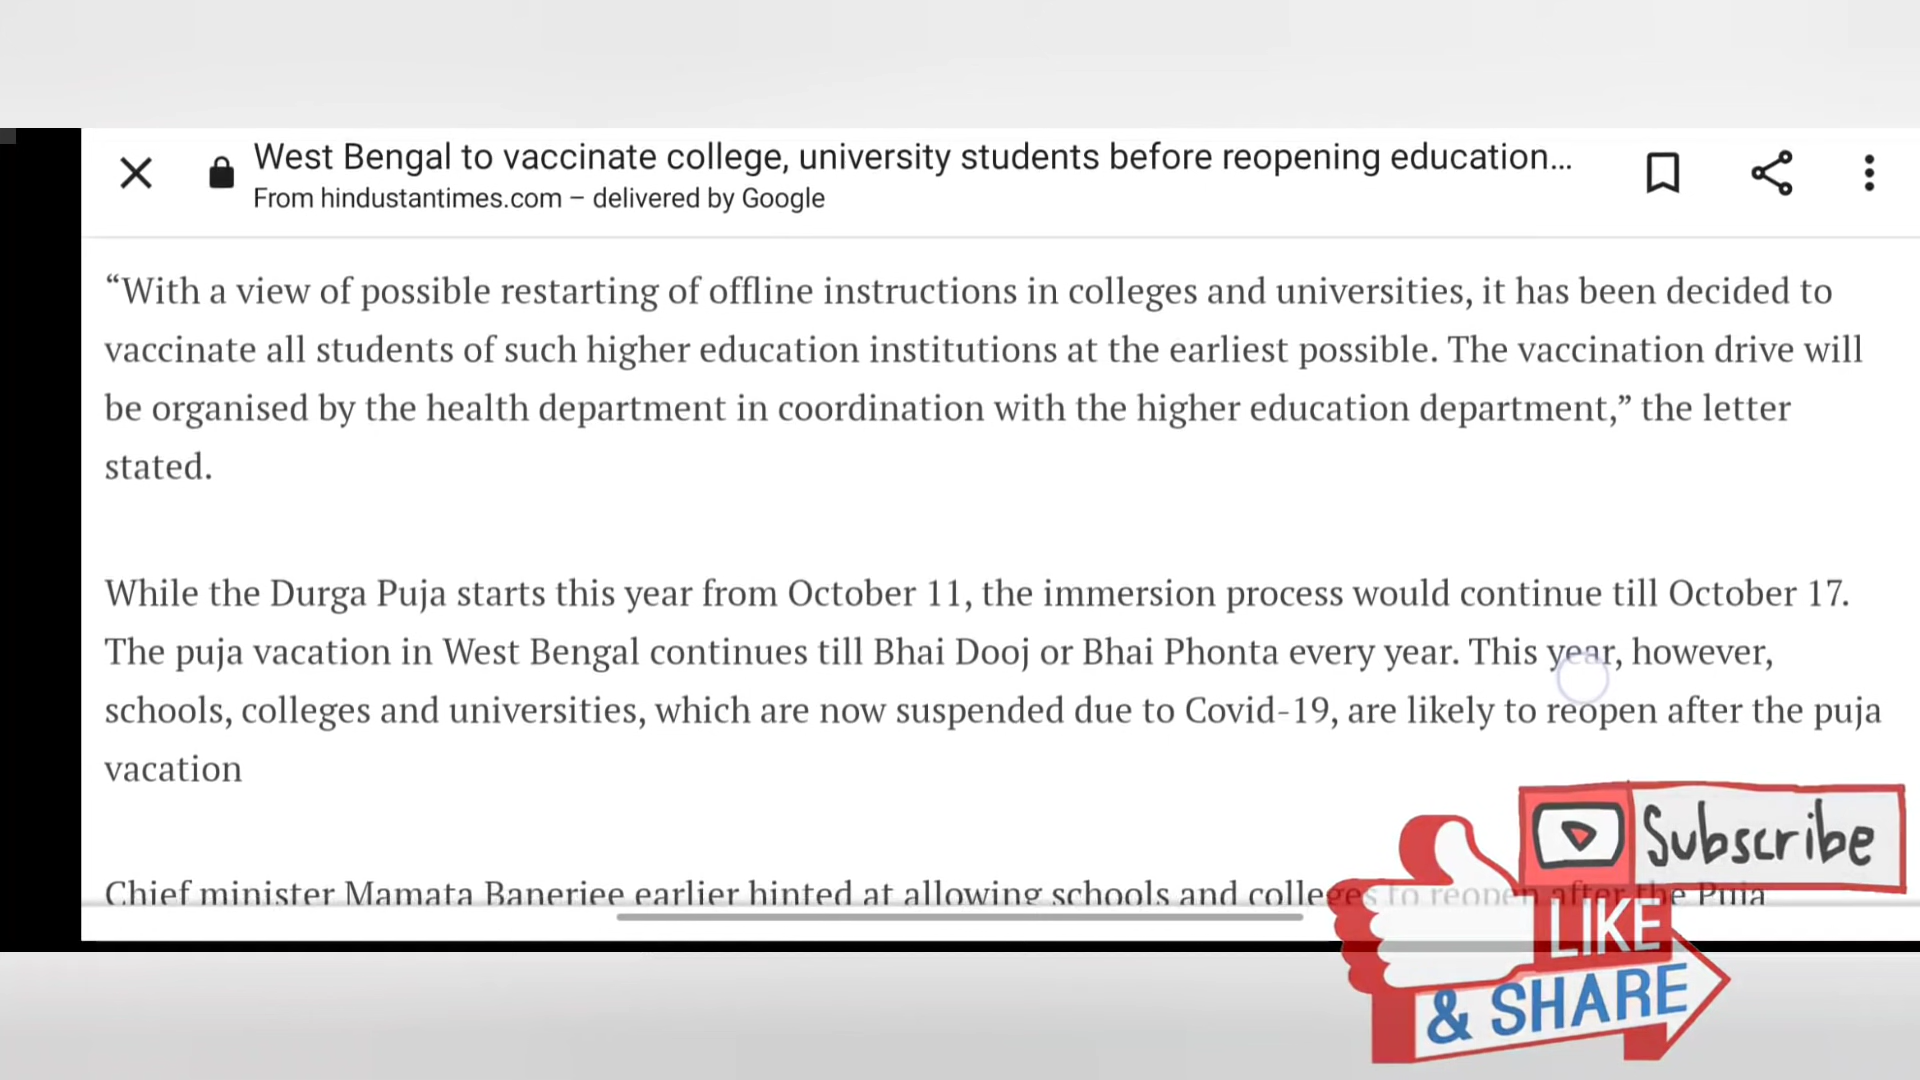 West Bengal to vaccinate college, university students before reopening education...
From hindustantimes.com – delivered by Google
“With a view of possible restarting of offline instructions in colleges and universities, it has been decided to
vaccinate all students of such higher education institutions at the earliest possible. The vaccination drive will
be organised by the health department in coordination with the higher education department,” the letter
stated.
While the Durga Puja starts this year from October 11, the immersion process would continue till October 17.
The puja vacation in West Bengal continues till Bhai Dooj or Bhai Phonta every year. This year, however,
schools, colleges and universities, which are now suspended due to Covid-19, are likely to reopen after the puja
vacation
Chief minister Mamata Banerjee earlier hinted at allowing schools and colleges to reopen after the Puja
Subscribe
LIKE
& SHARE